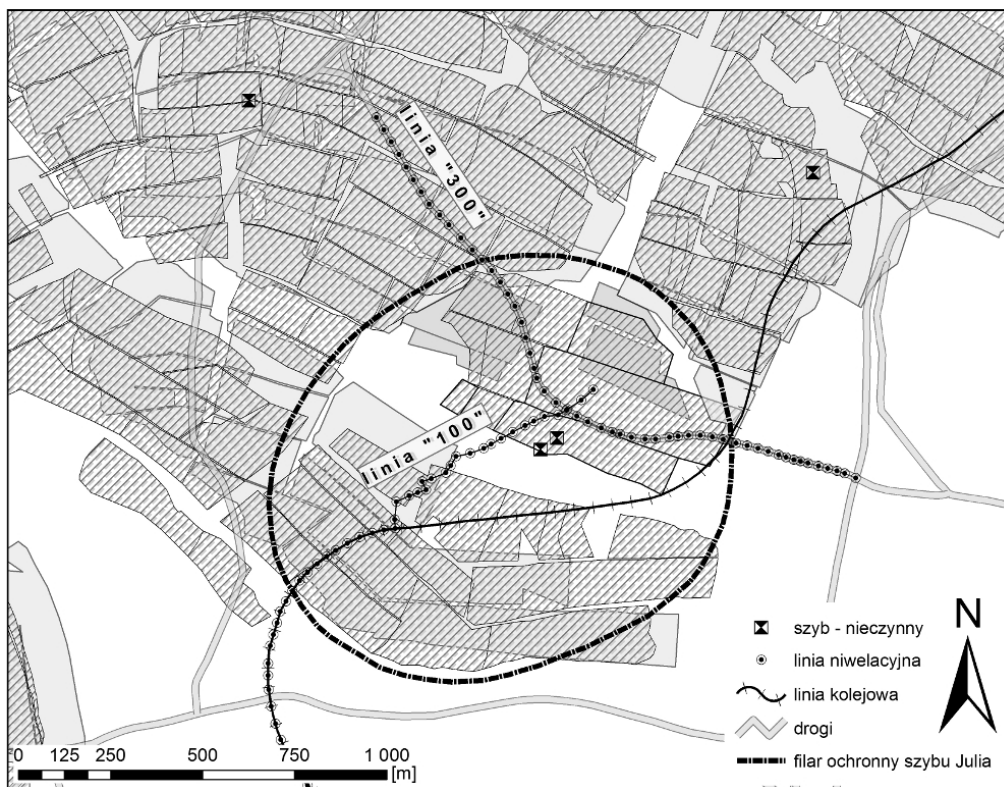 linia "300"
linia "100"
N
szyb - nieczynny
linia niwelacyjna
linia kolejowa
drogi
filar ochronny szybu Julia
0 125 250 500 750 1 000
[m]